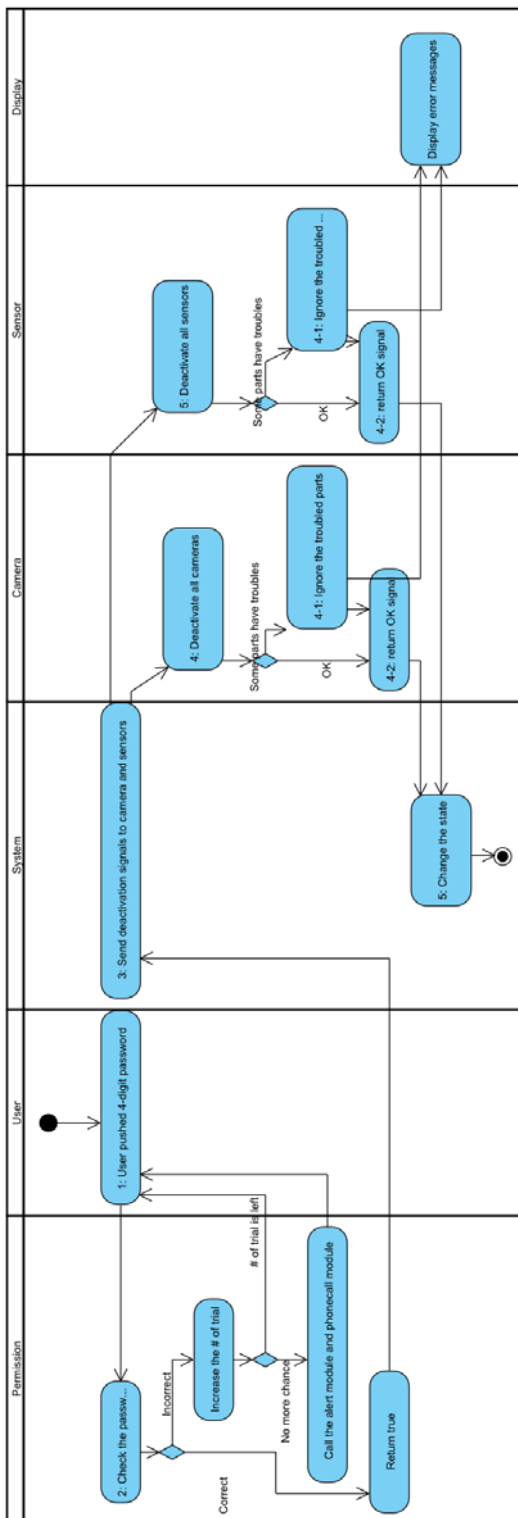 Permission
User
System
Camera
Sensor
Display
1: User pushed 4-digit password
2: Check the passw...
Incorrect
Correct
Increase the # of trial
# of trial is left
No more chance
Call the alert module and phonecall module
Return true
3: Send deactivation signals to camera and sensors
4: Deactivate all cameras
Some parts have troubles
4-1: Ignore the troubled parts
OK
4-2: return OK signal
5: Deactivate all sensors
Some parts have troubles
4-1: Ignore the troubled ...
OK
4-2: return OK signal
5: Change the state
Display error messages